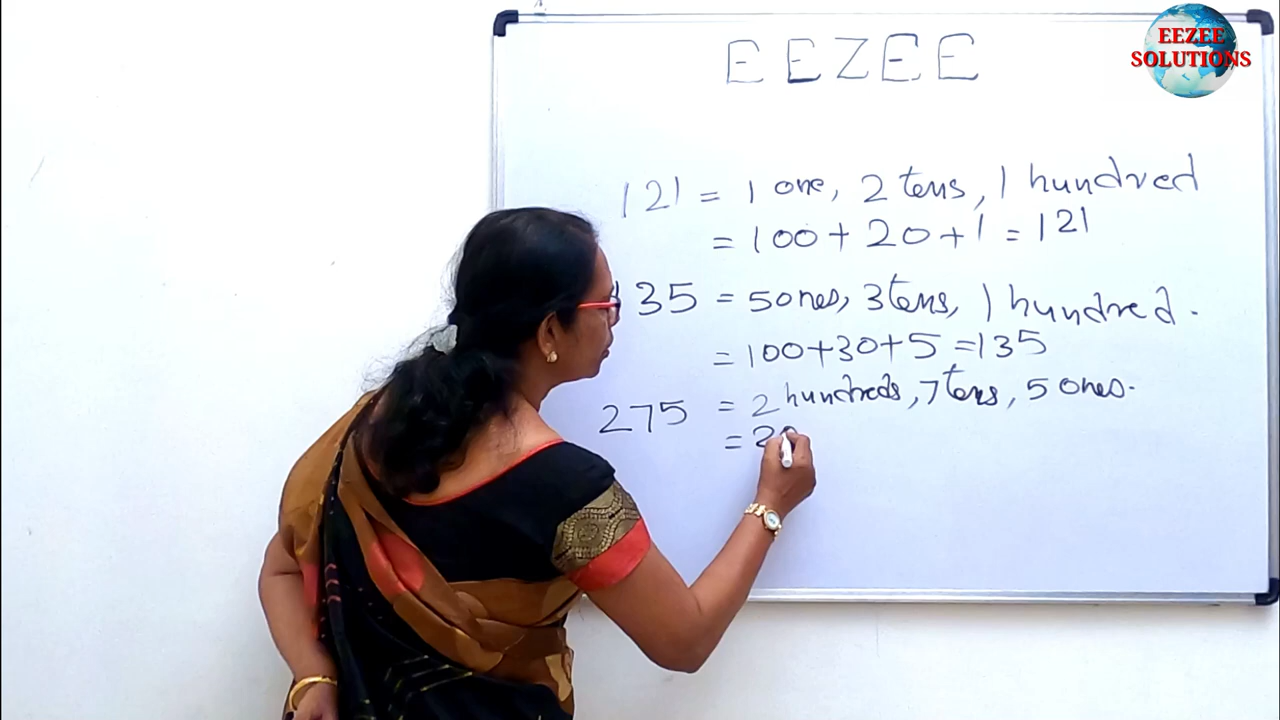 EEZEE
EEZEE
SOLUTIONS
121 = 1 one, 2 tens, 1 hundred
= 100 + 20 + 1 = 121
135 = 5 ones, 3 tens, 1 hundred.
= 100 + 30 + 5 = 135
275 = 2 hundreds, 7 tens, 5 ones.
= 20